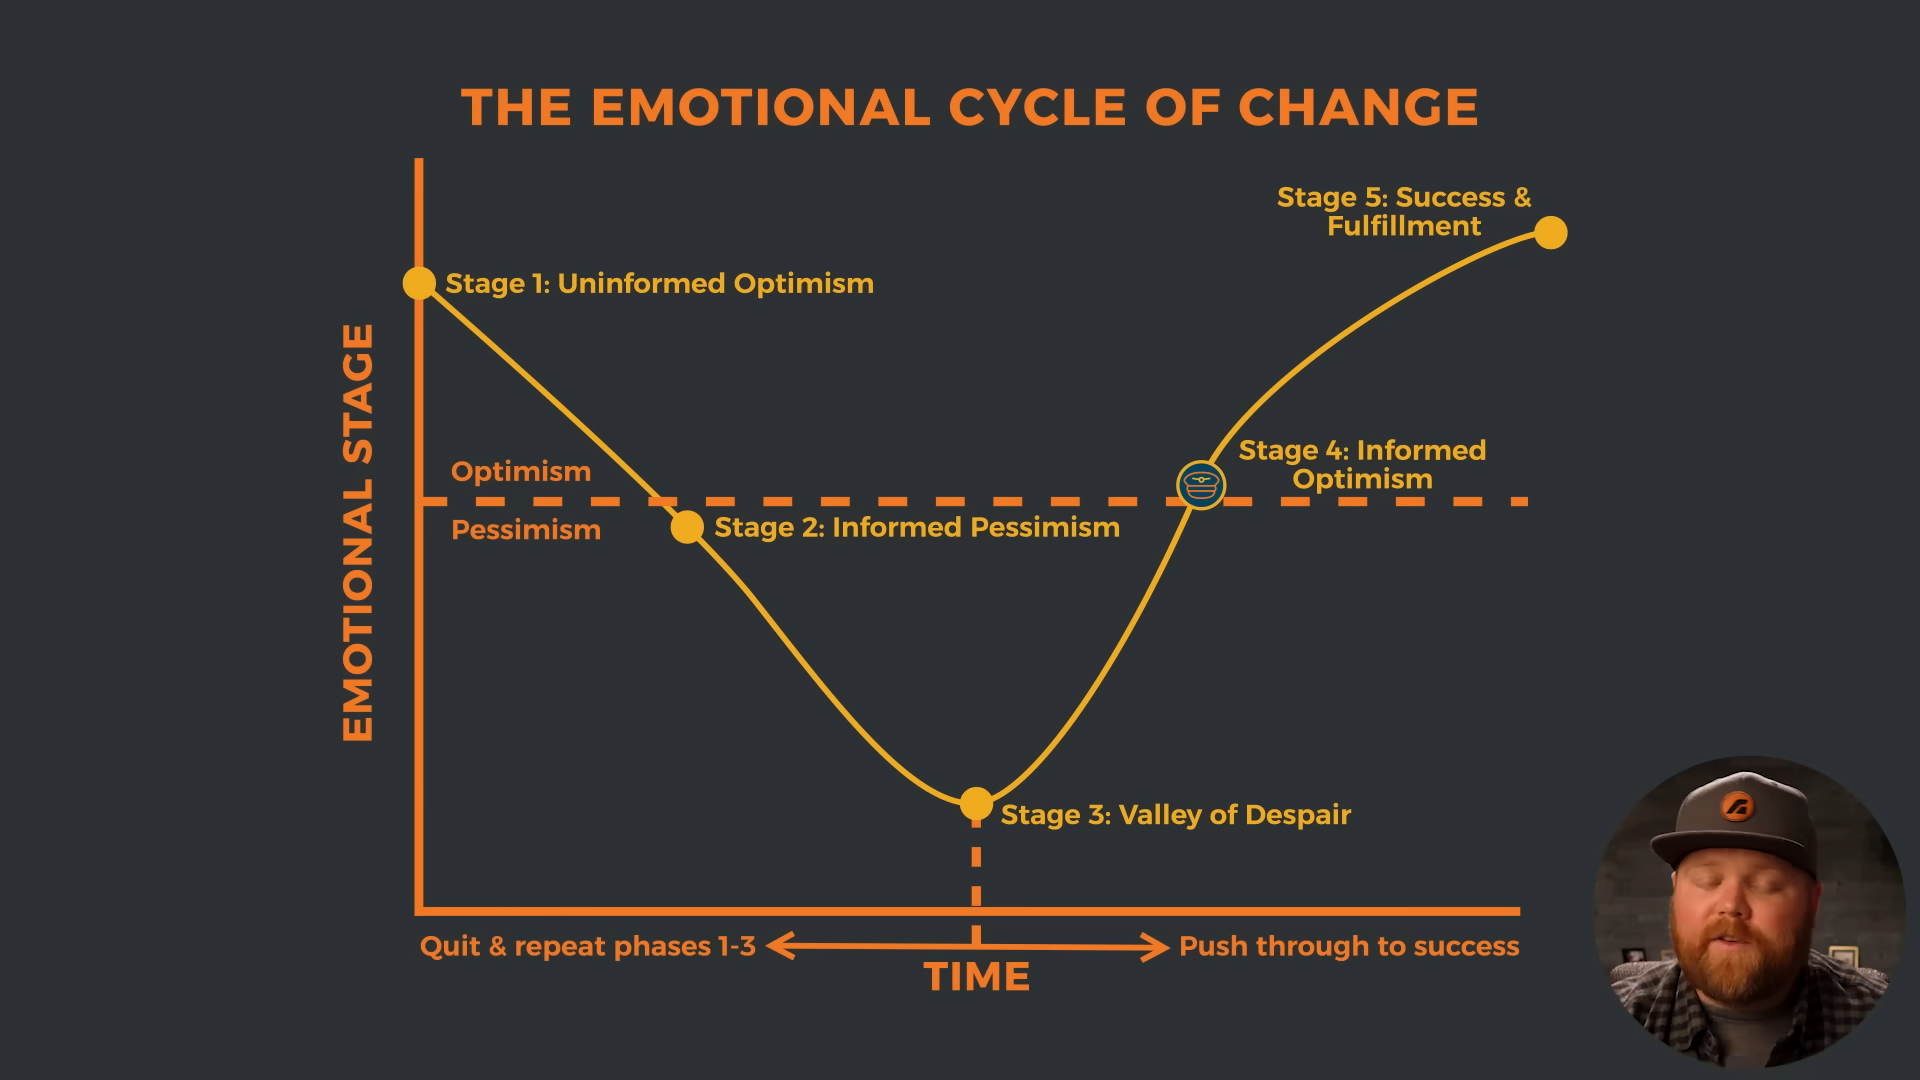 THE EMOTIONAL CYCLE OF CHANGE
Stage 5: Success &
Fulfillment
Stage 1: Uninformed Optimism
EMOTIONAL STAGE
Optimism
Stage 4: Informed
Optimism
Pessimism
Stage 2: Informed Pessimism
Stage 3: Valley of Despair
Quit & repeat phases 1-3
Push through to success
TIME